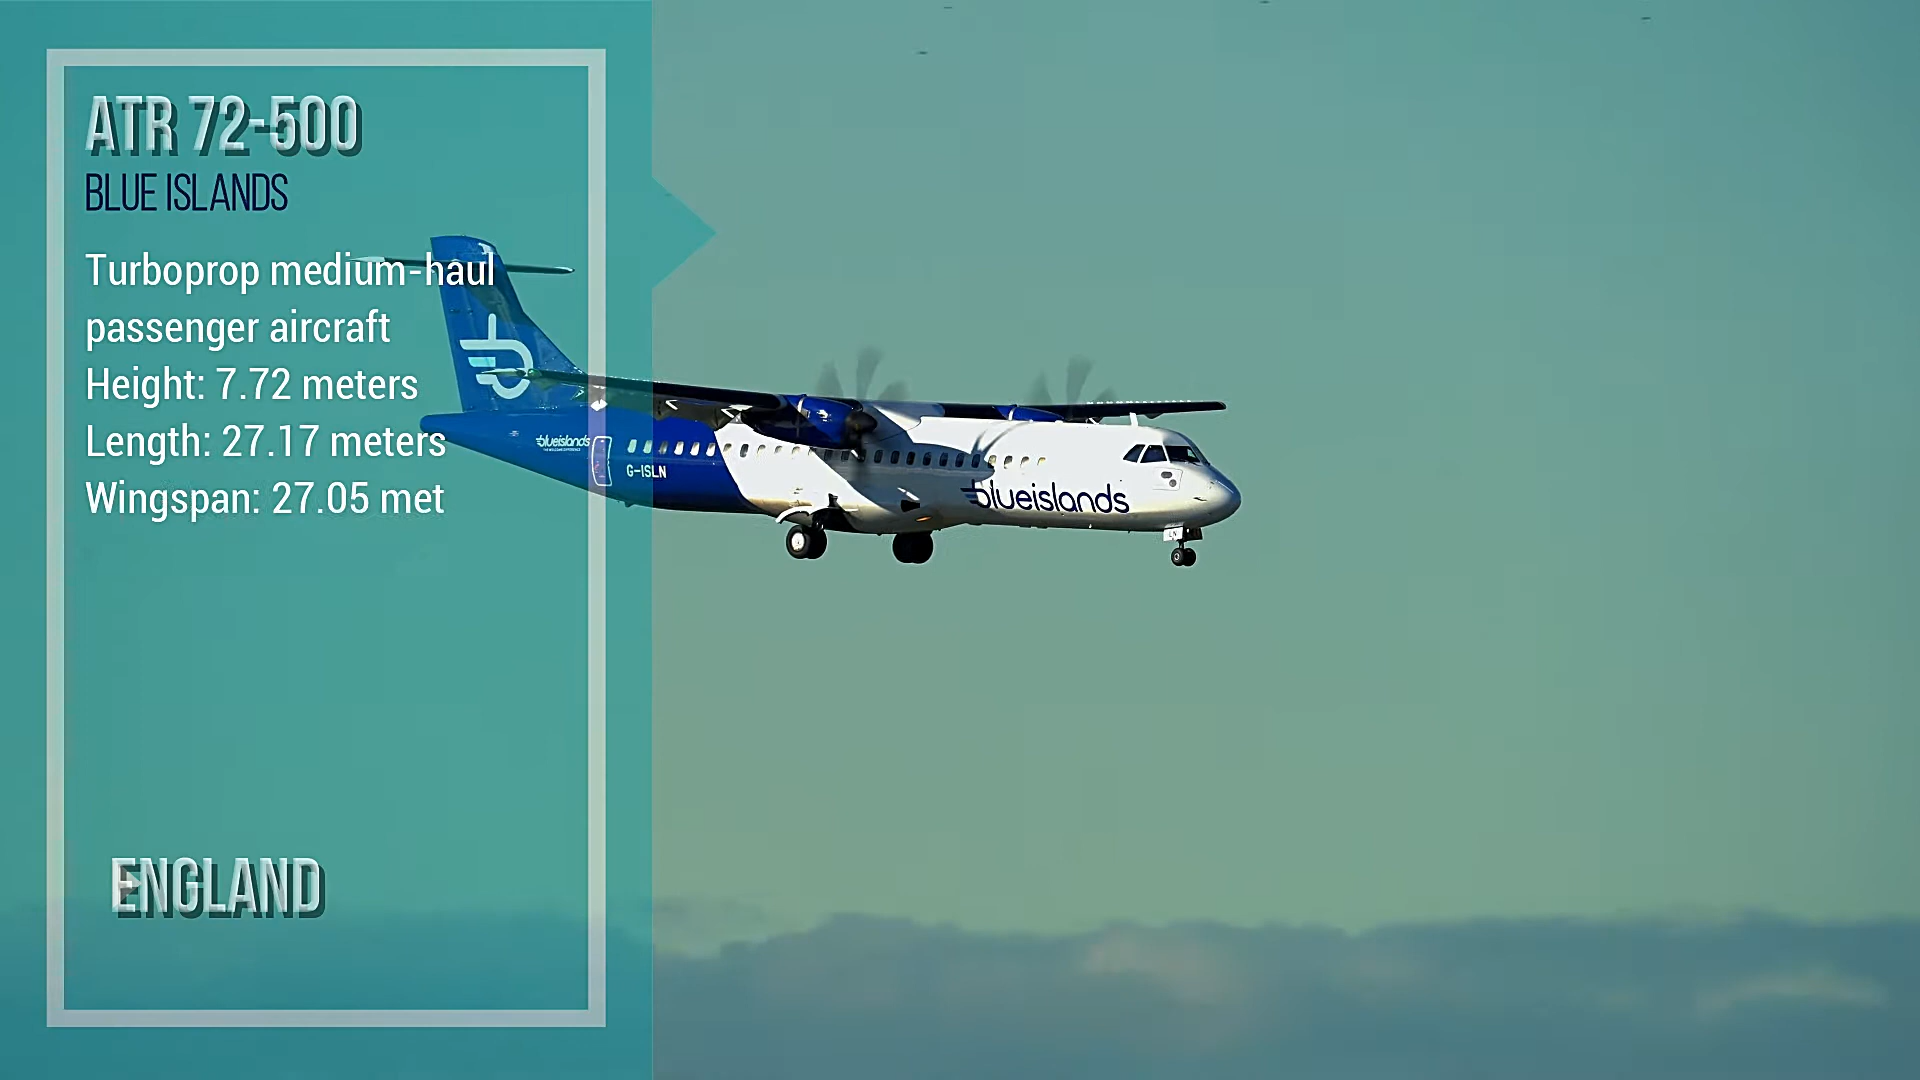 ATR 72-500
BLUE ISLANDS
Turboprop medium-haul
passenger aircraft
Height: 7.72 meters
Length: 27.17 meters
Wingspan: 27.05 met
blueislands
G-ISLN
blueislands
LN
ENGLAND